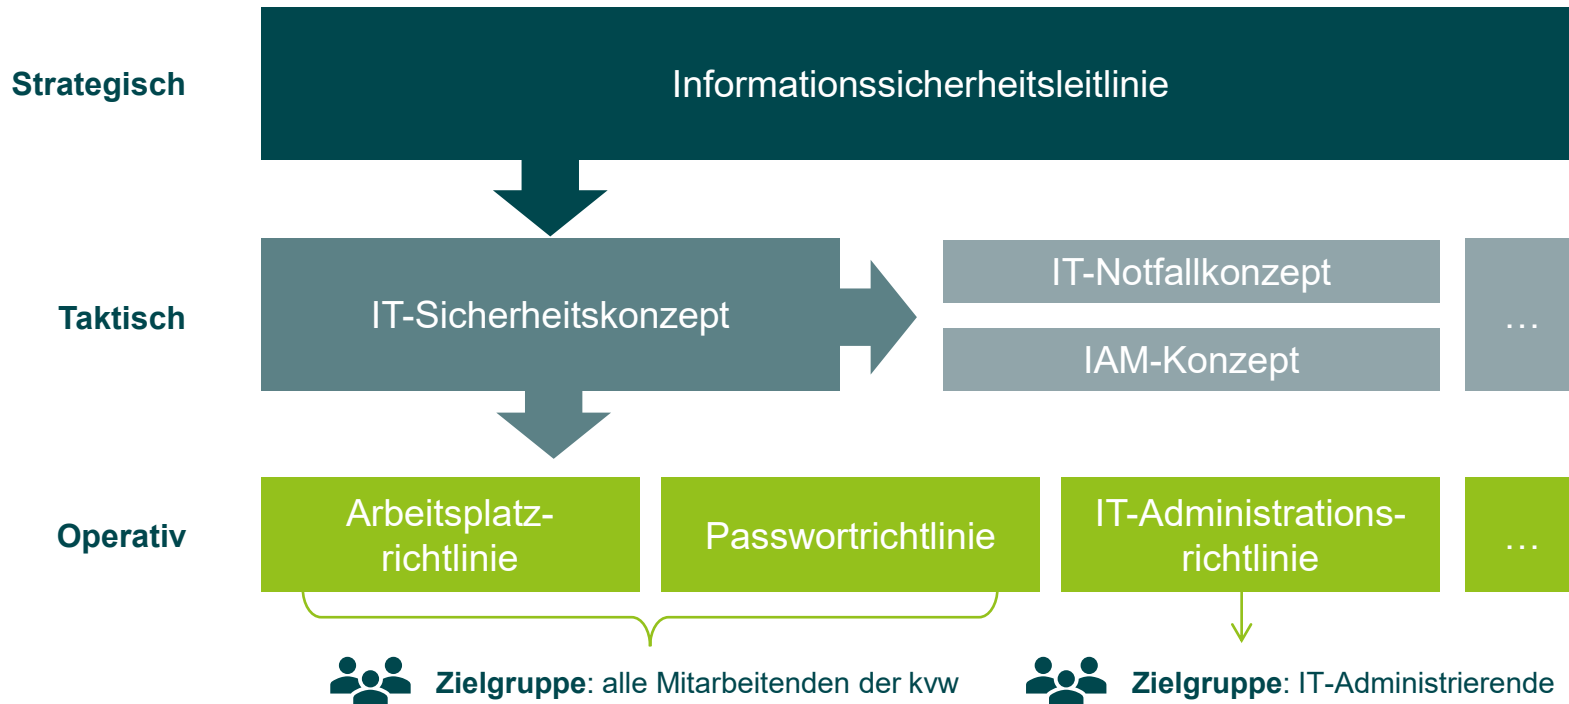 Strategisch
Informationssicherheitsleitlinie
Taktisch
IT-Sicherheitskonzept
IT-Notfallkonzept
IAM-Konzept
…
Operativ
Arbeitsplatz-
richtlinie
Passwortrichtlinie
IT-Administrations-
richtlinie
…
Zielgruppe: alle Mitarbeitenden der kvw
Zielgruppe: IT-Administrierende